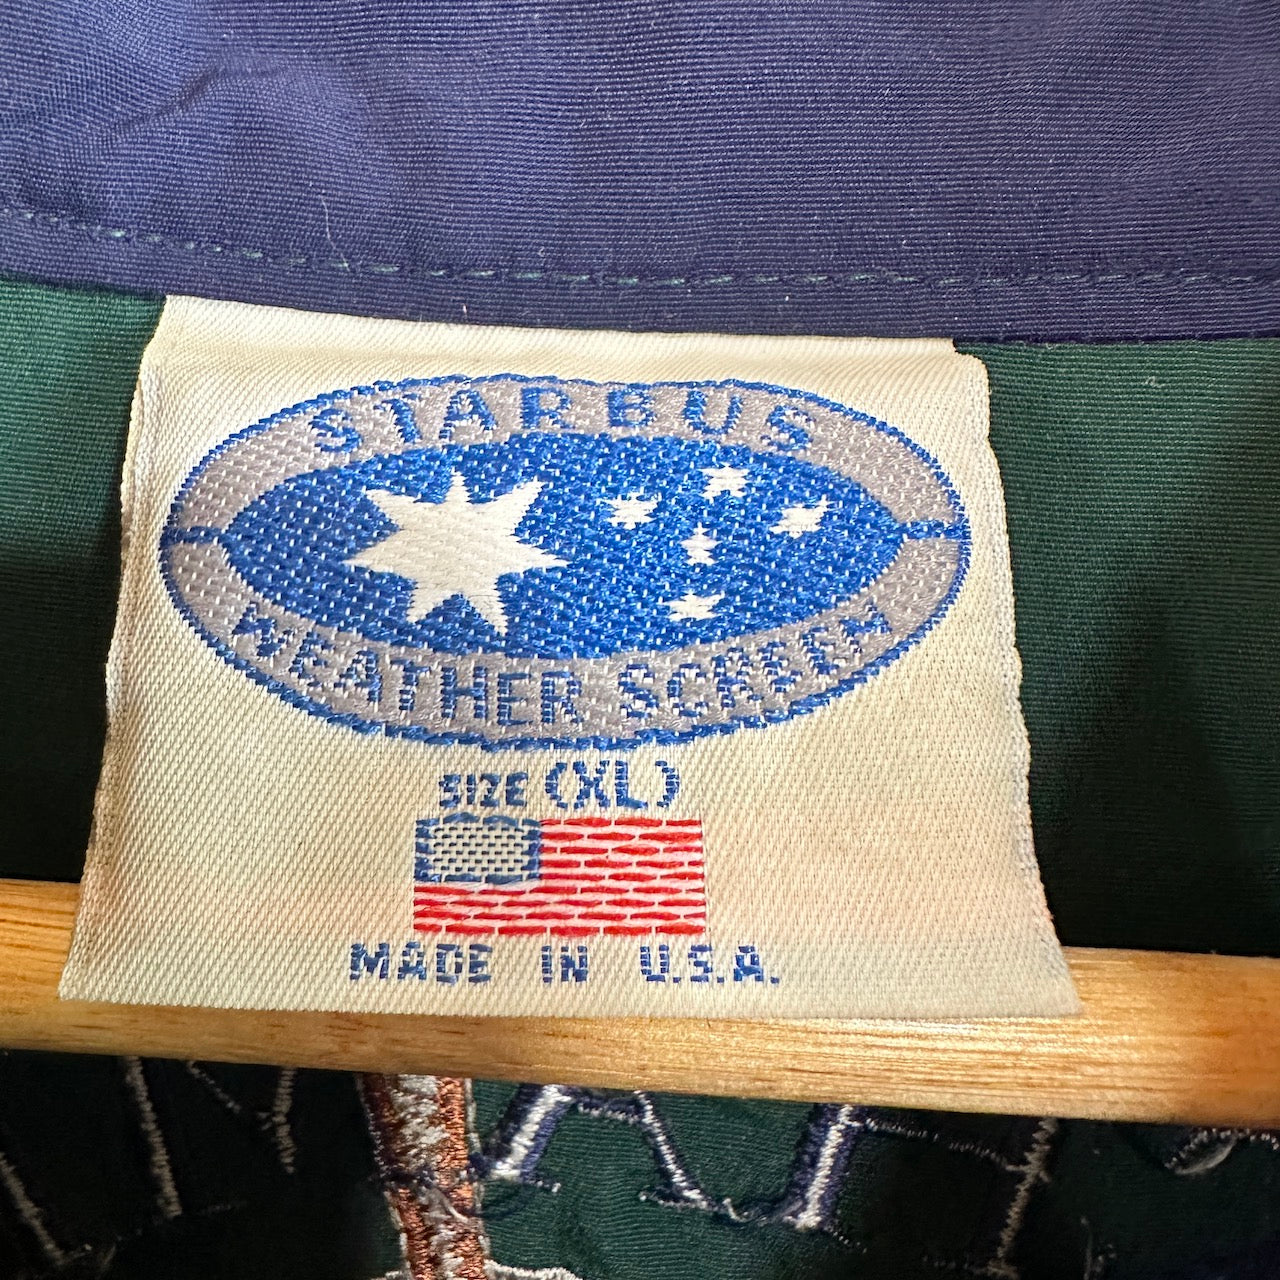 STARBUS
WEATHER SCREEN
SIZE (XL)
MADE IN U.S.A.